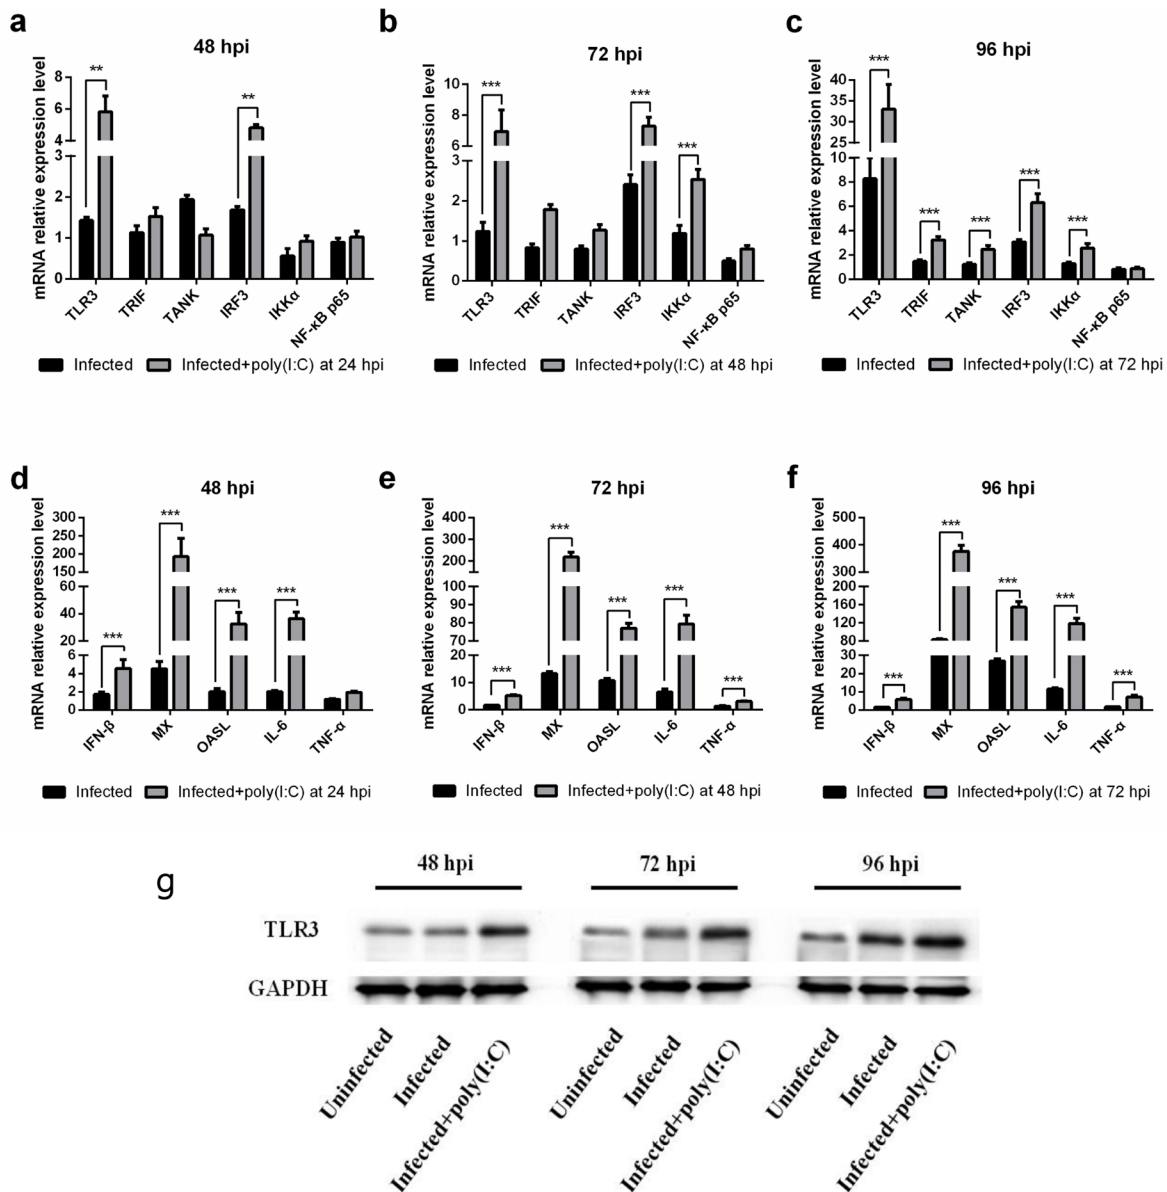 a
48 hpi
mRNA relative expression level
8
6
4
3
2
1
0
**
**
TLR3
TRIF
TANK
IRF3
IKKα
NF-κB p65
Infected
Infected+poly(I:C) at 24 hpi
b
72 hpi
mRNA relative expression level
10
8
6
4
3
2
1
0
***
***
***
TLR3
TRIF
TANK
IRF3
IKKα
NF-κB p65
Infected
Infected+poly(I:C) at 48 hpi
c
96 hpi
mRNA relative expression level
40
35
30
25
10
8
6
4
2
0
***
***
***
***
***
TLR3
TRIF
TANK
IRF3
IKKα
NF-κB p65
Infected
Infected+poly(I:C) at 72 hpi
d
48 hpi
mRNA relative expression level
300
250
200
150
60
40
20
6
4
2
0
***
***
***
***
IFN-β
MX
OASL
IL-6
TNF-α
Infected
Infected+poly(I:C) at 24 hpi
e
72 hpi
mRNA relative expression level
400
300
200
100
90
80
70
20
10
0
***
***
***
***
***
IFN-β
MX
OASL
IL-6
TNF-α
Infected
Infected+poly(I:C) at 48 hpi
f
96 hpi
mRNA relative expression level
500
400
300
200
160
120
80
30
20
10
0
***
***
***
***
***
IFN-β
MX
OASL
IL-6
TNF-α
Infected
Infected+poly(I:C) at 72 hpi
g
48 hpi
72 hpi
96 hpi
TLR3
GAPDH
Uninfected
Infected
Infected+poly(I:C)
Uninfected
Infected
Infected+poly(I:C)
Uninfected
Infected
Infected+poly(I:C)